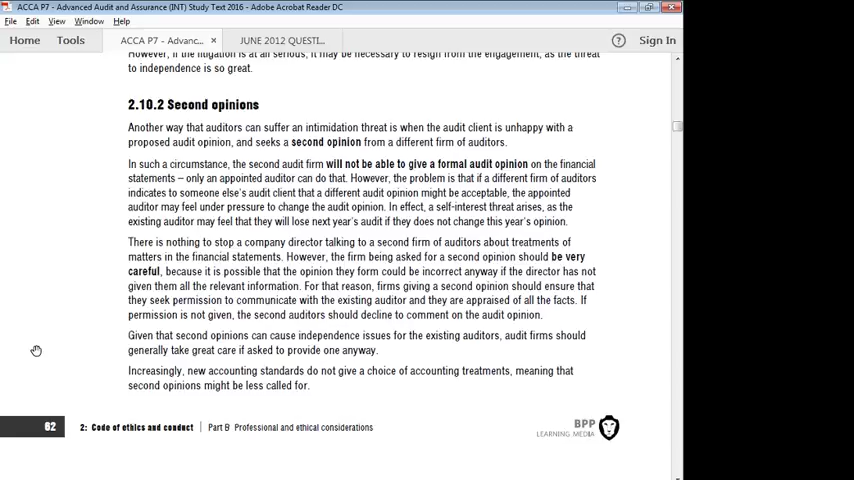 ACCA P7 - Advanced Audit and Assurance (INT) Study Text 2016 - Adobe Acrobat Reader DC
File Edit View Window Help
Home Tools ACCA P7 - Advanc... × JUNE 2012 QUESTI... ? Sign In
However, if the litigation is at all serious, it may be necessary to resign from the engagement, as the threat
to independence is so great.
2.10.2 Second opinions
Another way that auditors can suffer an intimidation threat is when the audit client is unhappy with a
proposed audit opinion, and seeks a second opinion from a different firm of auditors.
In such a circumstance, the second audit firm will not be able to give a formal audit opinion on the financial
statements – only an appointed auditor can do that. However, the problem is that if a different firm of auditors
indicates to someone else's audit client that a different audit opinion might be acceptable, the appointed
auditor may feel under pressure to change the audit opinion. In effect, a self-interest threat arises, as the
existing auditor may feel that they will lose next year's audit if they does not change this year's opinion.
There is nothing to stop a company director talking to a second firm of auditors about treatments of
matters in the financial statements. However, the firm being asked for a second opinion should be very
careful, because it is possible that the opinion they form could be incorrect anyway if the director has not
given them all the relevant information. For that reason, firms giving a second opinion should ensure that
they seek permission to communicate with the existing auditor and they are appraised of all the facts. If
permission is not given, the second auditors should decline to comment on the audit opinion.
Given that second opinions can cause independence issues for the existing auditors, audit firms should
generally take great care if asked to provide one anyway.
Increasingly, new accounting standards do not give a choice of accounting treatments, meaning that
second opinions might be less called for.
62 2: Code of ethics and conduct | Part B Professional and ethical considerations
BPP
LEARNING MEDIA